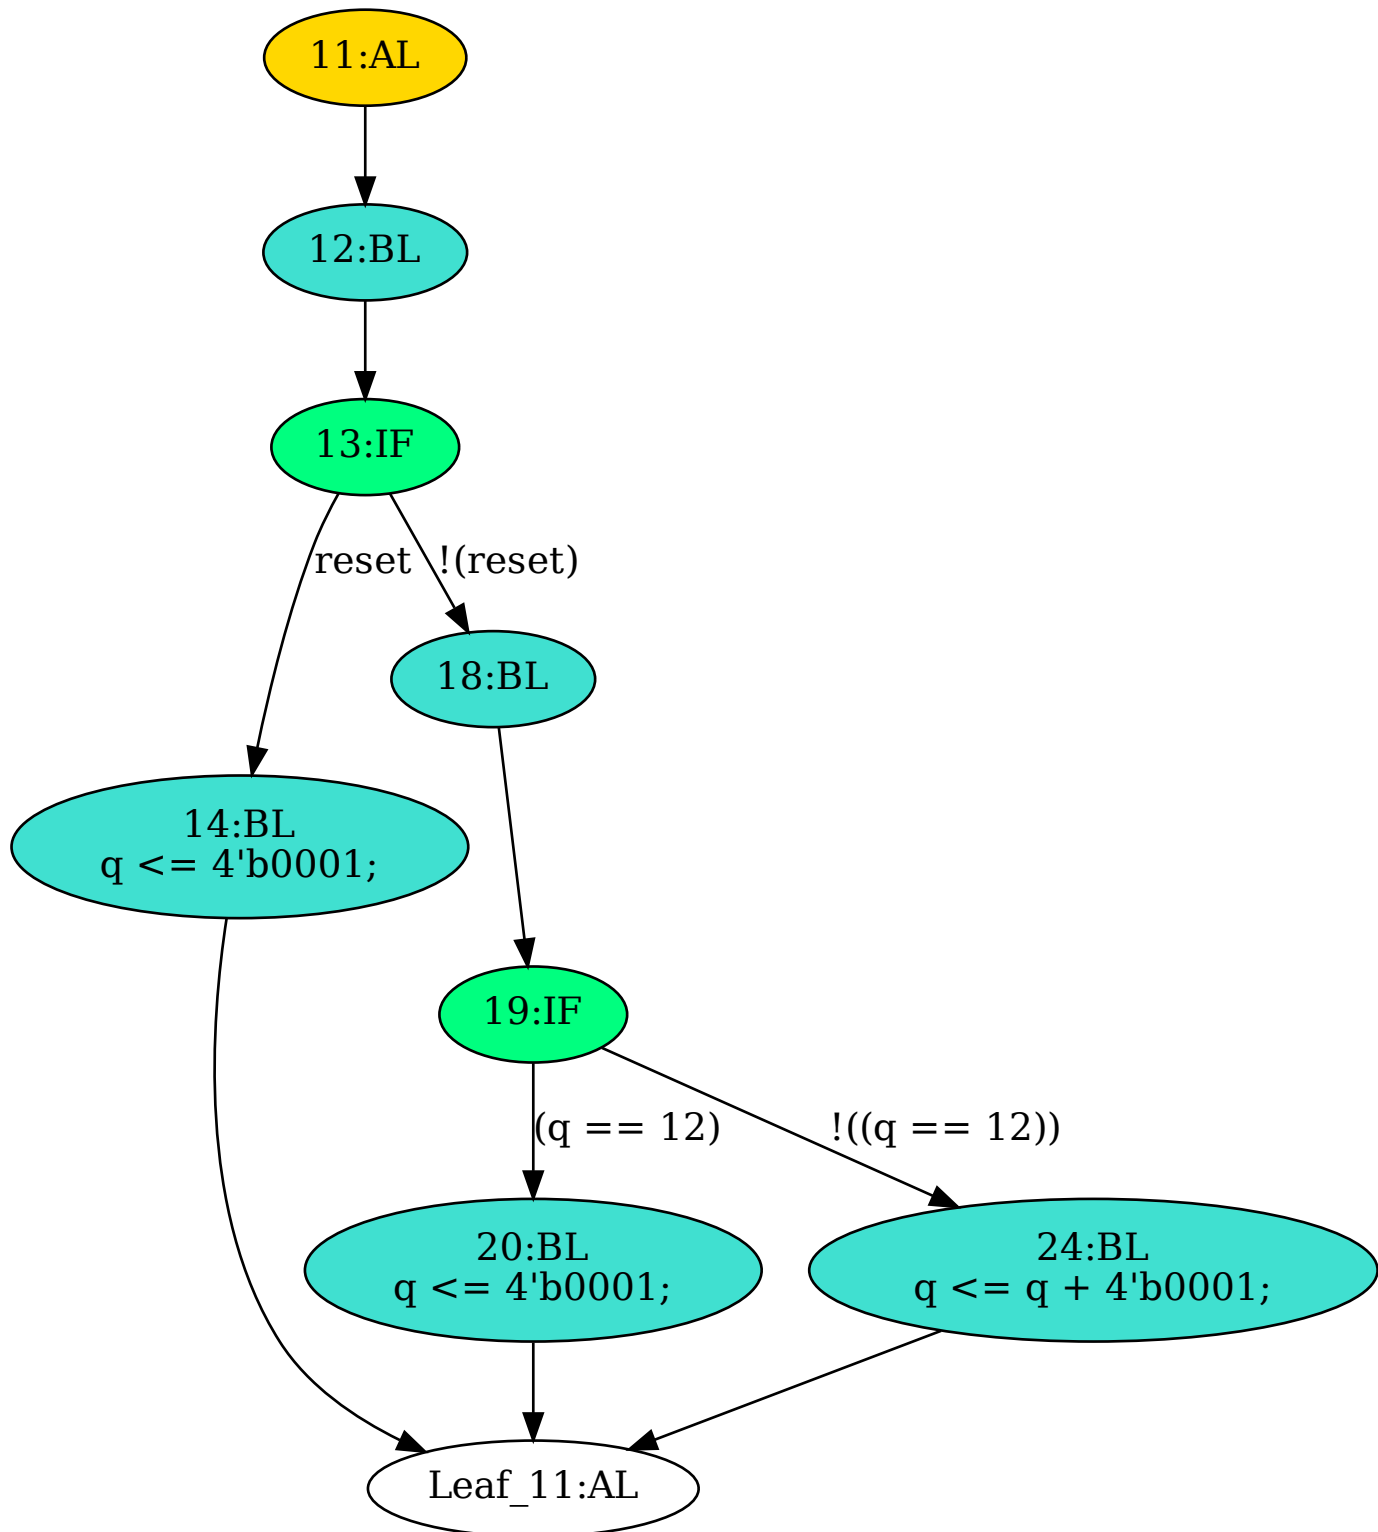 11:AL
12:BL
13:IF
reset
!(reset)
18:BL
14:BL
q <= 4'b0001;
19:IF
(q == 12)
!((q == 12))
20:BL
q <= 4'b0001;
24:BL
q <= q + 4'b0001;
Leaf_11:AL